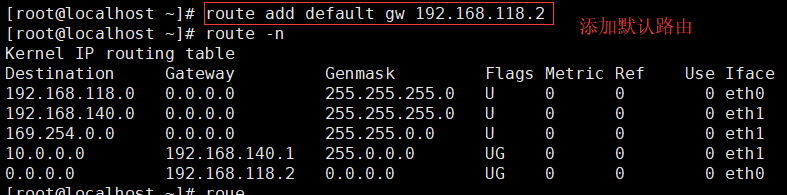 [root@localhost ~]# route add default gw 192.168.118.2
添加默认路由
[root@localhost ~]# route -n
Kernel IP routing table
Destination Gateway Genmask Flags Metric Ref Use Iface
192.168.118.0 0.0.0.0 255.255.255.0 U 0 0 0 eth0
192.168.140.0 0.0.0.0 255.255.255.0 U 0 0 0 eth1
169.254.0.0 0.0.0.0 255.255.0.0 U 0 0 0 eth1
10.0.0.0 192.168.140.1 255.0.0.0 UG 0 0 0 eth1
0.0.0.0 192.168.118.2 0.0.0.0 UG 0 0 0 eth0
[root@localhost ~]# roue